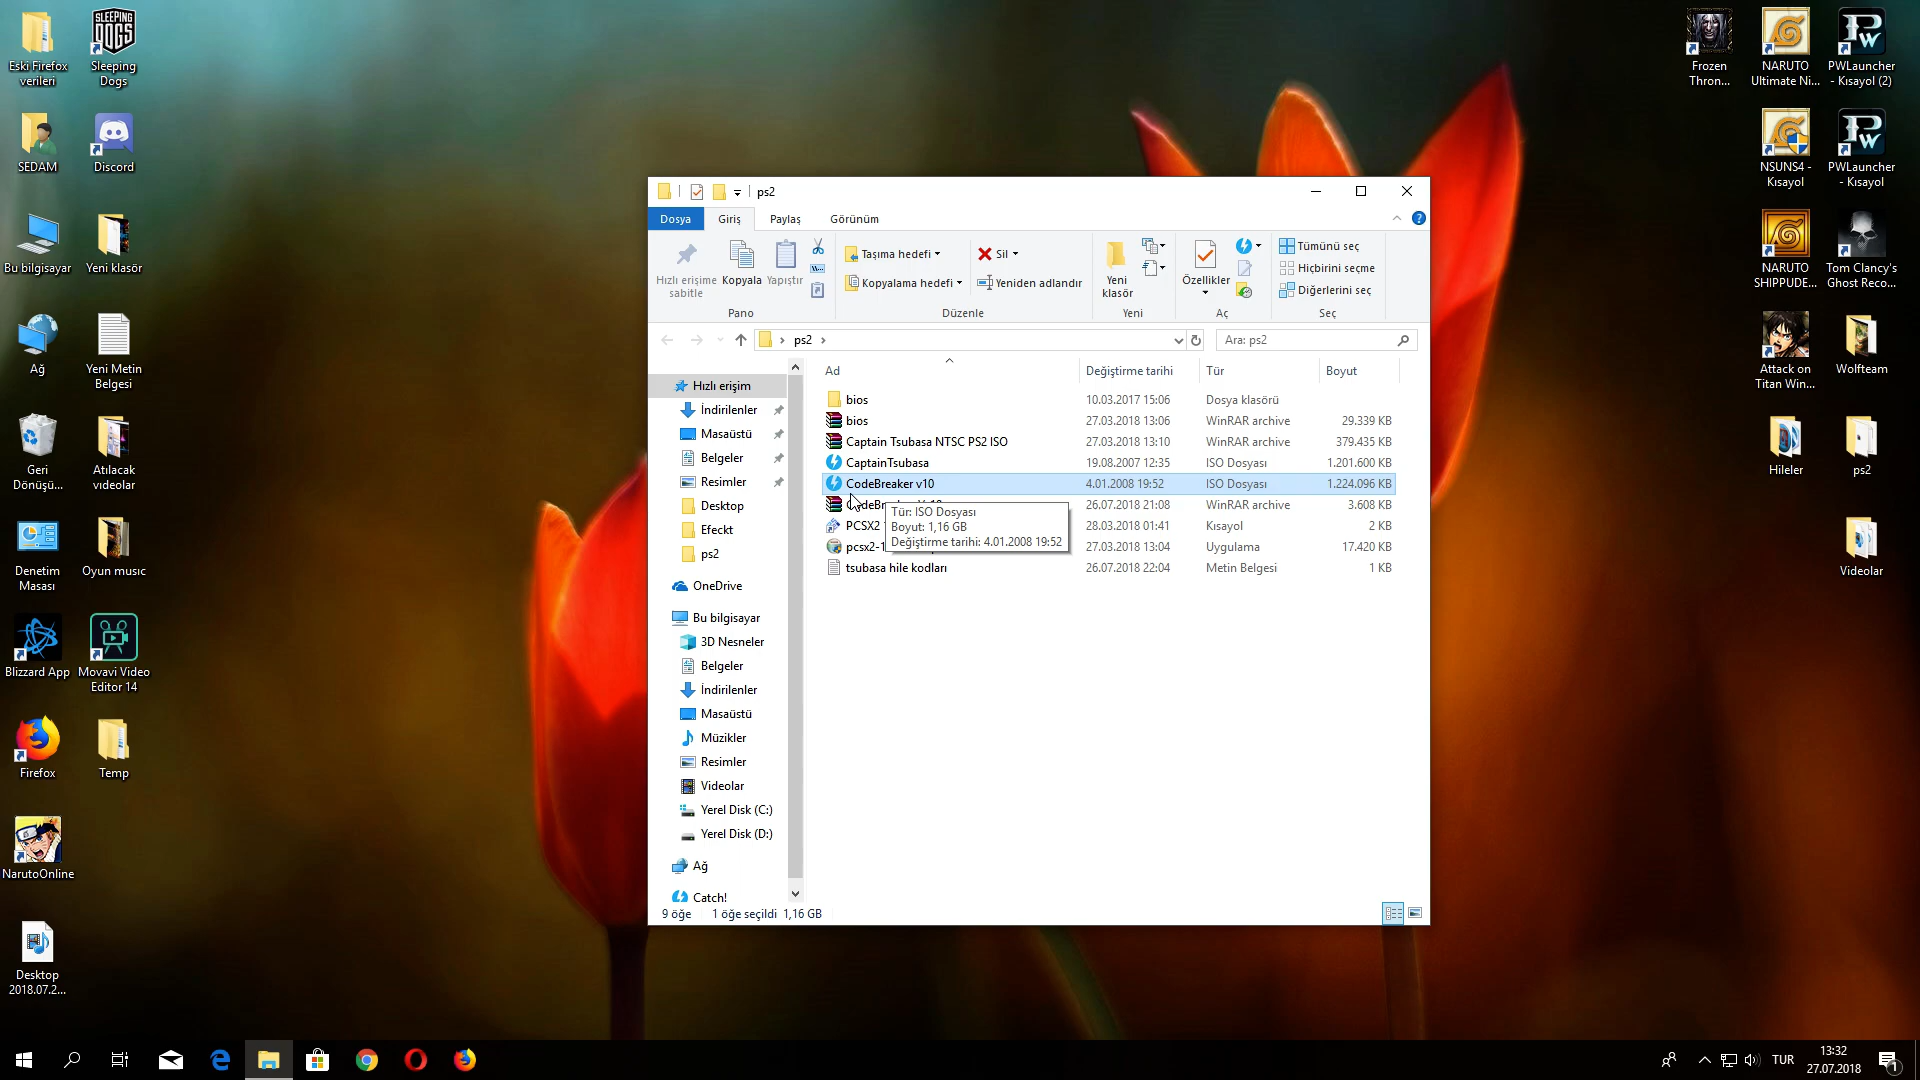 Eski Firefox
verileri
SLEEPING
DOGS
Sleeping
Dogs
SEDAM
Discord
Bu bilgisayar
Yeni klasör
Ağ
Yeni Metin
Belgesi
Geri
Dönüşü...
Atılacak
vıdeolar
Denetim
Masası
Oyun musıc
Blizzard App
Movavi Video
Editor 14
Firefox
Temp
NarutoOnline
Desktop
2018.07.2...
Frozen
Thron...
NARUTO
Ultimate Ni...
PWLauncher
- Kısayol (2)
NSUNS4 -
Kısayol
PWLauncher
- Kısayol
NARUTO
SHIPPUDE...
Tom Clancy's
Ghost Reco...
Attack on
Titan Win...
Wolfteam
Hileler
ps2
Videolar
ps2
Dosya
Giriş
Paylaş
Görünüm
Hızlı erişime
sabitle
Kopyala
Yapıştır
Pano
Taşıma hedefi
Kopyalama hedefi
Sil
Yeniden adlandır
Düzenle
Yeni
klasör
Yeni
Özellikler
Aç
Tümünü seç
Hiçbirini seçme
Diğerlerini seç
Seç
ps2
Ara: ps2
Ad
Değiştirme tarihi
Tür
Boyut
bios 10.03.2017 15:06 Dosya klasörü
bios 27.03.2018 13:06 WinRAR archive 29.339 KB
Captain Tsubasa NTSC PS2 ISO 27.03.2018 13:10 WinRAR archive 379.435 KB
CaptainTsubasa 19.08.2007 12:35 ISO Dosyası 1.201.600 KB
CodeBreaker v10 4.01.2008 19:52 ISO Dosyası 1.224.096 KB
26.07.2018 21:08 WinRAR archive 3.608 KB
PCSX2 28.03.2018 01:41 Kısayol 2 KB
pcsx2-1 27.03.2018 13:04 Uygulama 17.420 KB
tsubasa hile kodları 26.07.2018 22:04 Metin Belgesi 1 KB
Tür: ISO Dosyası
Boyut: 1,16 GB
Değiştirme tarihi: 4.01.2008 19:52
Hızlı erişim
İndirilenler
Masaüstü
Belgeler
Resimler
Desktop
Efeckt
ps2
OneDrive
Bu bilgisayar
3D Nesneler
Belgeler
İndirilenler
Masaüstü
Müzikler
Resimler
Videolar
Yerel Disk (C:)
Yerel Disk (D:)
Ağ
Catch!
9 öğe
1 öğe seçildi 1,16 GB
TUR
13:32
27.07.2018
1